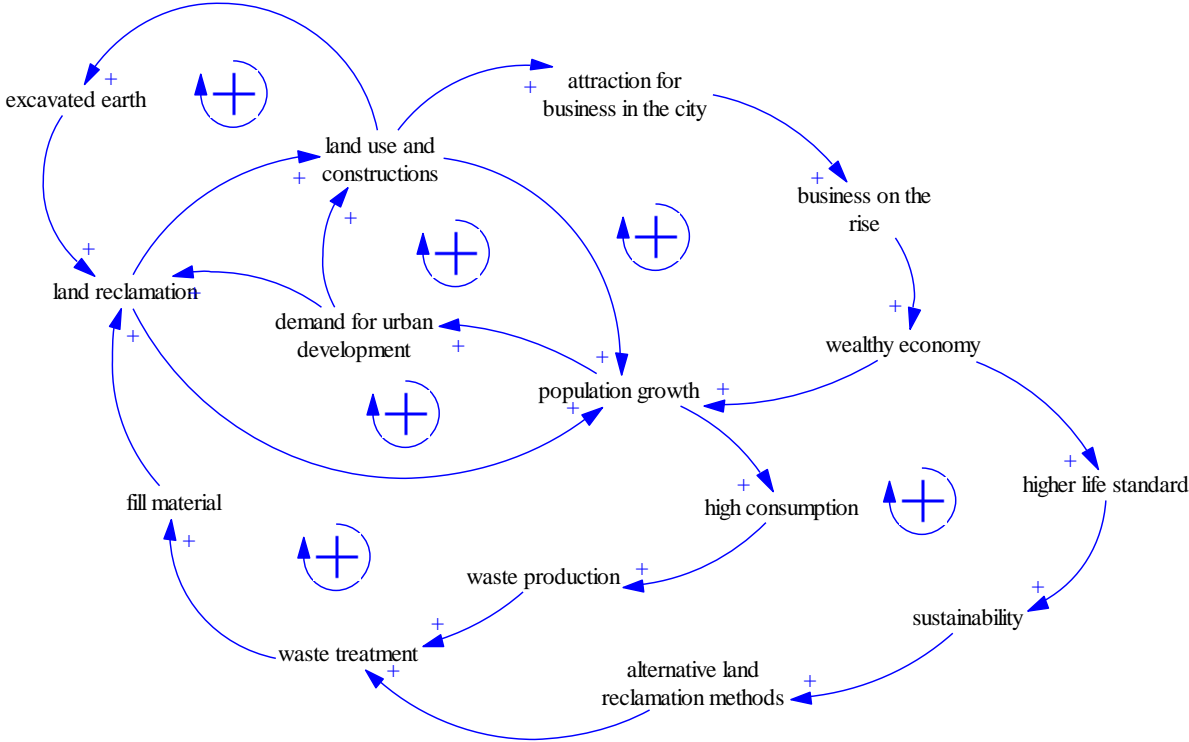 +
excavated earth
+
attraction for
business in the city
+
land use and
constructions
+
+
business on the
rise
+
+
land reclamation
+
demand for urban
development
+
+
wealthy economy
+
+
population growth
+
+
+
higher life standard
+
high consumption
fill material
+
+
waste production
+
sustainability
+
waste treatment
+
alternative land
reclamation methods
+
+
+
+
+
+
+